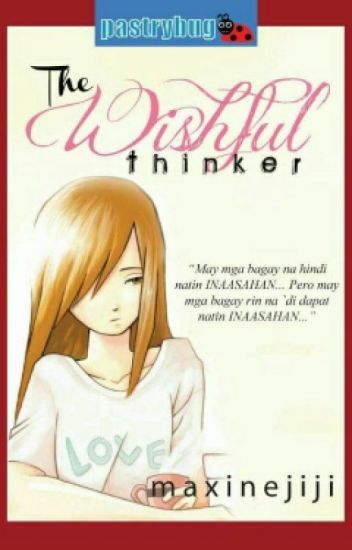 pastrybug
The
Wishful
thinker
“May mga bagay na hindi
natin INAASAHAN... Pero may
mga bagay rin na `di dapat
natin INAASAHAN...”
LOVE
maxinejiji